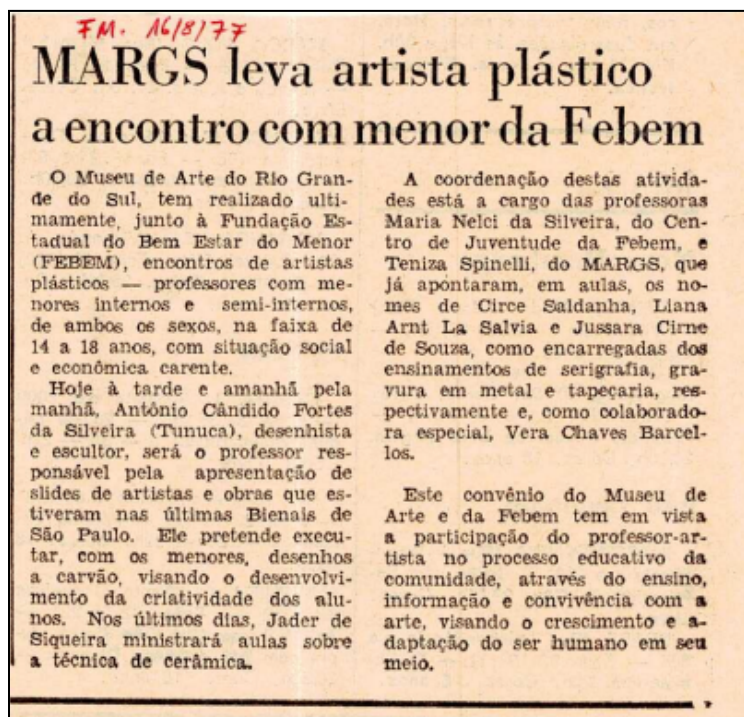 FM. 16/8/77
MARGS leva artista plástico
a encontro com menor da Febem
O Museu de Arte do Rio Gran-
de do Sul, tem realizado ulti-
mamente, junto à Fundação Es-
tadual do Bem Estar do Menor
(FEBEM), encontros de artistas
plásticos — professores com me-
nores internos e semi-internos,
de ambos os sexos, na faixa de
14 a 18 anos, com situação social
e econômica carente.
Hoje à tarde e amanhã pela
manhã, Antônio Cândido Fortes
da Silveira (Tunuca), desenhista
e escultor, será o professor res-
ponsável pela apresentação de
slides de artistas e obras que es-
tiveram nas últimas Bienais de
São Paulo. Ele pretende execu-
tar, com os menores, desenhos
a carvão, visando o desenvolvi-
mento da criatividade dos alu-
nos. Nos últimos dias, Jader de
Siqueira ministrará aulas sobre
a técnica de cerâmica.
A coordenação destas ativida-
des está a cargo das professoras
Maria Nelci da Silveira, do Cen-
tro de Juventude da Febem, e
Teniza Spinelli, do MARGS, que
já apontaram, em aulas, os no-
mes de Circe Saldanha, Liana
Arnt La Salvia e Jussara Cirne
de Souza, como encarregadas dos
ensinamentos de serigrafia, gra-
vura em metal e tapeçaria, res-
pectivamente e, como colaborado-
ra especial, Vera Chaves Barcel-
los.
Este convênio do Museu de
Arte e da Febem tem em vista
a participação do professor-ar-
tista no processo educativo da
comunidade, através do ensino,
informação e convivência com a
arte, visando o crescimento e a-
daptação do ser humano em seu
meio.